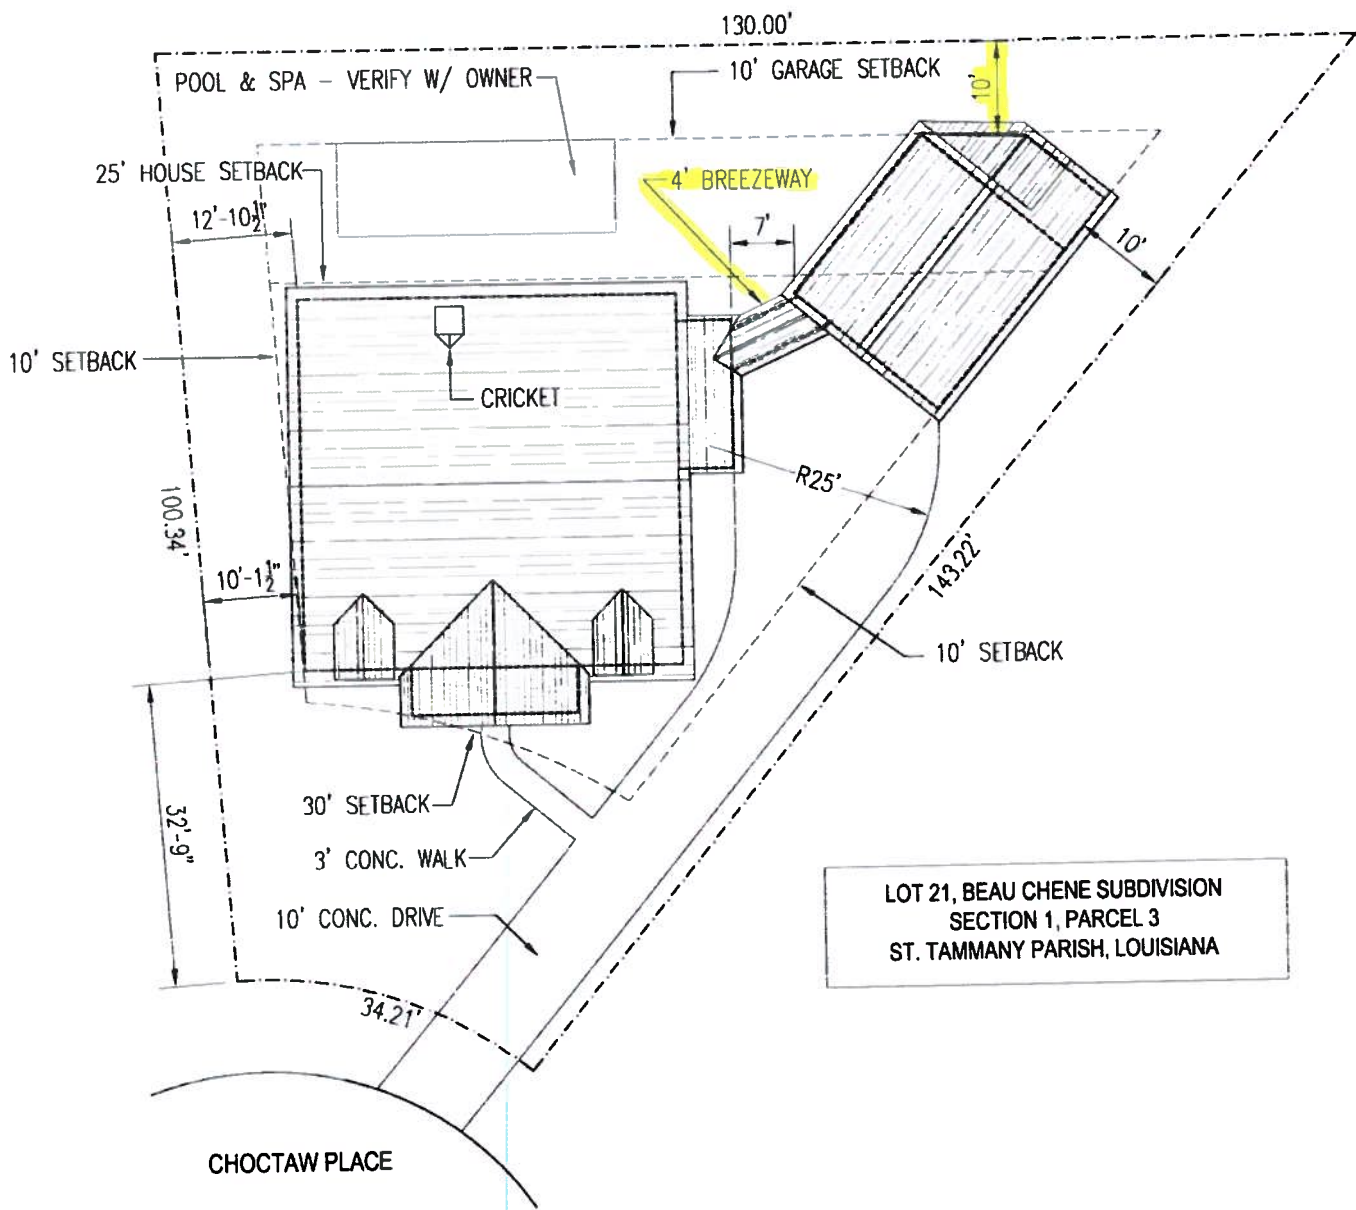 130.00'
POOL & SPA - VERIFY W/ OWNER
10' GARAGE SETBACK
10'
25' HOUSE SETBACK
4' BREEZEWAY
12'-10½"
7'
10'
10' SETBACK
CRICKET
R25'
100.34'
143.22'
10'-1½"
10' SETBACK
32'-9"
30' SETBACK
3' CONC. WALK
10' CONC. DRIVE
LOT 21, BEAU CHENE SUBDIVISION
SECTION 1, PARCEL 3
ST. TAMMANY PARISH, LOUISIANA
34.21'
CHOCTAW PLACE